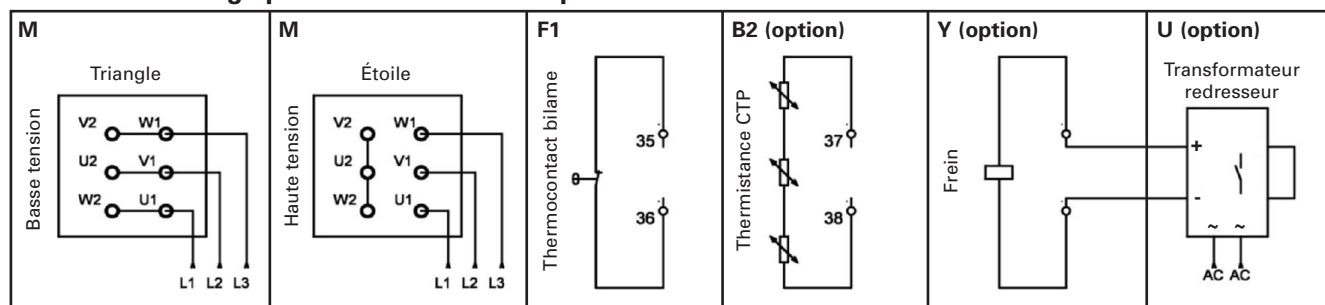 M
Triangle
Basse tension
V2
W1
U2
V1
W2
U1
L1 L2 L3
M
Étoile
Haute tension
V2
W1
U2
V1
W2
U1
L1 L2 L3
F1
Thermocontact bilame
35
36
B2 (option)
Thermistance CTP
37
38
Y (option)
Frein
U (option)
Transformateur
redresseur
+
-
~ ~
AC AC